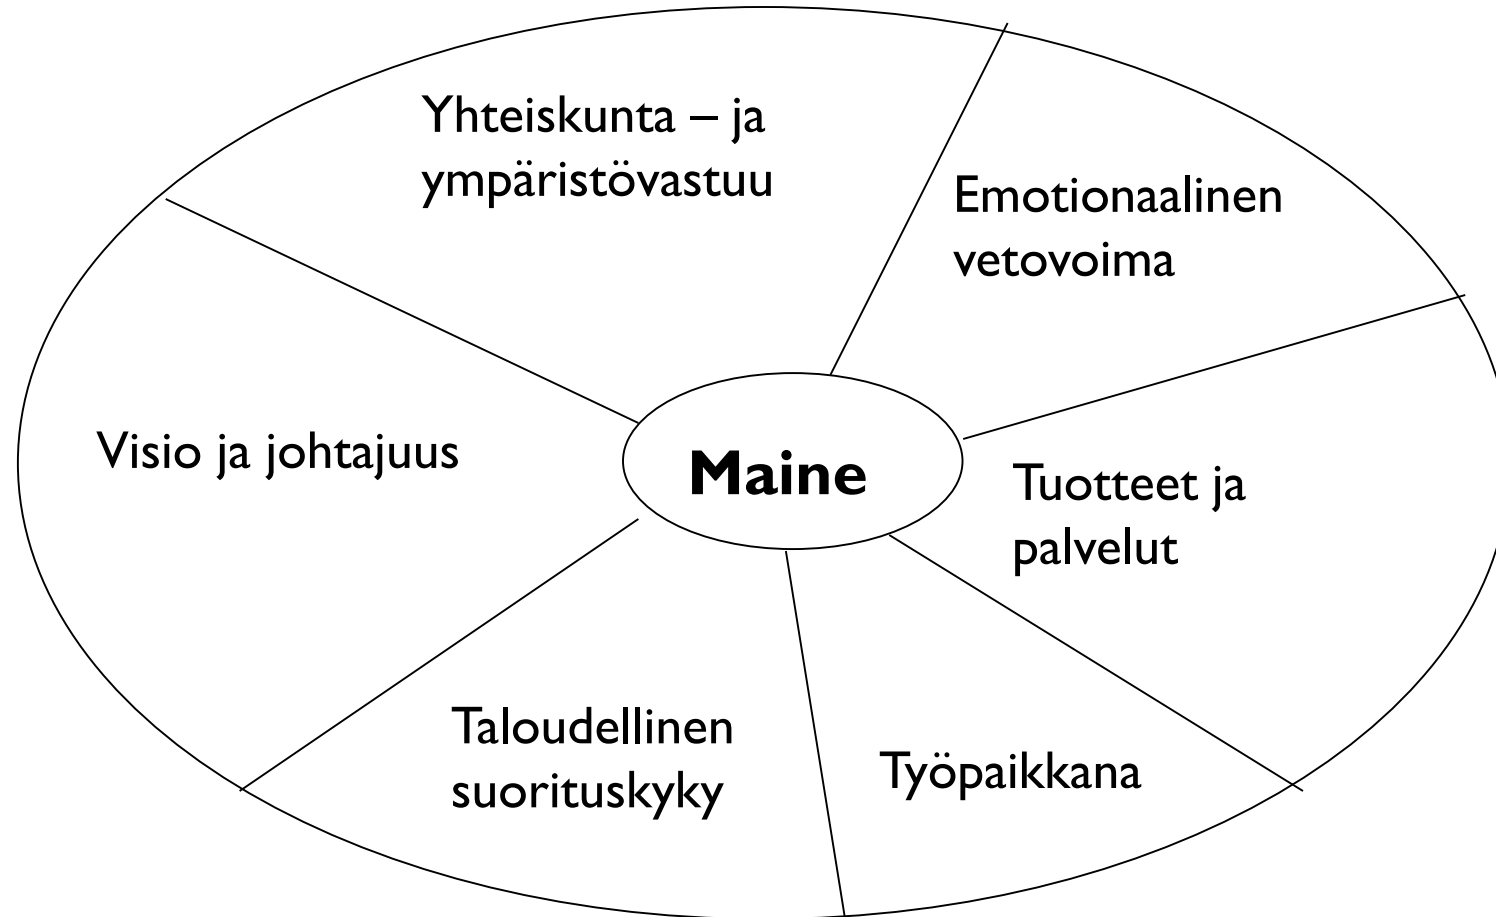 Yhteiskunta – ja
ympäristövastuu
Emotionaalinen
vetovoima
Visio ja johtajuus
Maine
Tuotteet ja
palvelut
Taloudellinen
suorituskyky
Työpaikkana